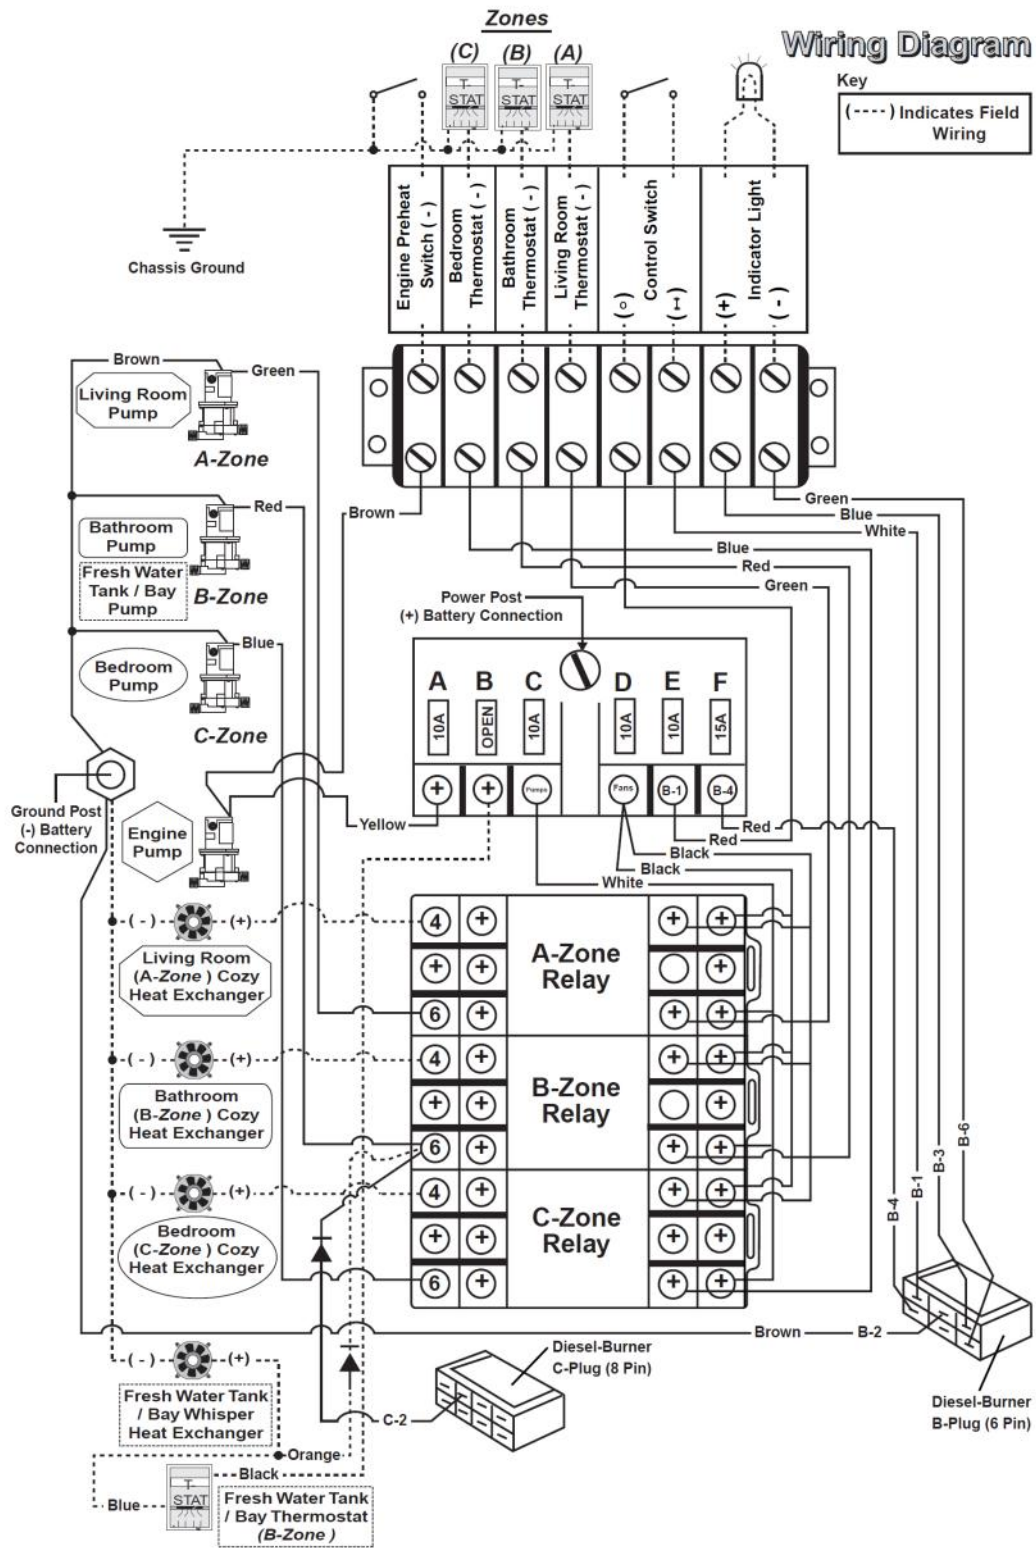 Zones
(C) (B) (A)
Wiring Diagram
Key
(----) Indicates Field
Wiring
T-
STAT
T-
STAT
T-
STAT
Chassis Ground
Engine Preheat
Switch (-)
Bedroom
Thermostat (-)
Bathroom
Thermostat (-)
Living Room
Thermostat (-)
Control Switch
(○) (↔)
Indicator Light
(+) (-)
Brown
Green
Living Room
Pump
A-Zone
Red
Bathroom
Pump
Fresh Water
Tank / Bay
Pump
B-Zone
Blue
Bedroom
Pump
C-Zone
Ground Post
(-) Battery
Connection
Engine
Pump
Brown
Yellow
Green
Blue
White
Blue
Red
Green
Power Post
(+) Battery Connection
A B C D E F
10A OPEN 10A 10A 10A 15A
+ + Pumps Fans B-1 B-4
Red
Red
Black
Black
White
(-) (+)
Living Room
(A-Zone) Cozy
Heat Exchanger
(-) (+)
Bathroom
(B-Zone) Cozy
Heat Exchanger
(-) (+)
Bedroom
(C-Zone) Cozy
Heat Exchanger
4 + + +
A-Zone
Relay
+ + +
6 + + +
4 + + +
B-Zone
Relay
+ + +
6 + + +
4 + + +
C-Zone
Relay
+ + + +
6 + + +
B-4
B-1
B-3
B-6
Brown B-2
(-) (+)
Fresh Water Tank
/ Bay Whisper
Heat Exchanger
Diesel-Burner
C-Plug (8 Pin)
C-2
Diesel-Burner
B-Plug (6 Pin)
Orange
Black
Blue
T-
STAT
Fresh Water Tank
/ Bay Thermostat
(B-Zone)